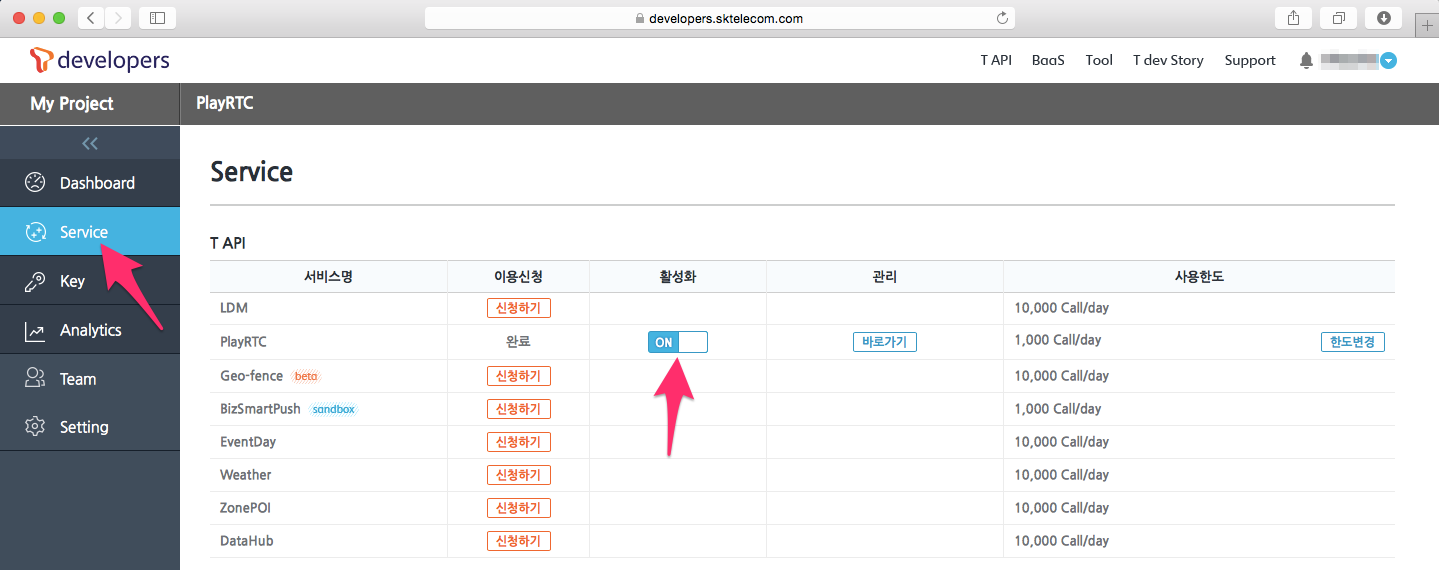 developers.sktelecom.com
developers T API BaaS Tool T dev Story Support
My Project PlayRTC
Dashboard
Service
Key
Analytics
Team
Setting
Service
T API
서비스명 이용신청 활성화 관리 사용한도
LDM 신청하기 10,000 Call/day
PlayRTC 완료 ON 바로가기 1,000 Call/day 한도변경
Geo-fence beta 신청하기 10,000 Call/day
BizSmartPush sandbox 신청하기 1,000 Call/day
EventDay 신청하기 10,000 Call/day
Weather 신청하기 10,000 Call/day
ZonePOI 신청하기 10,000 Call/day
DataHub 신청하기 10,000 Call/day